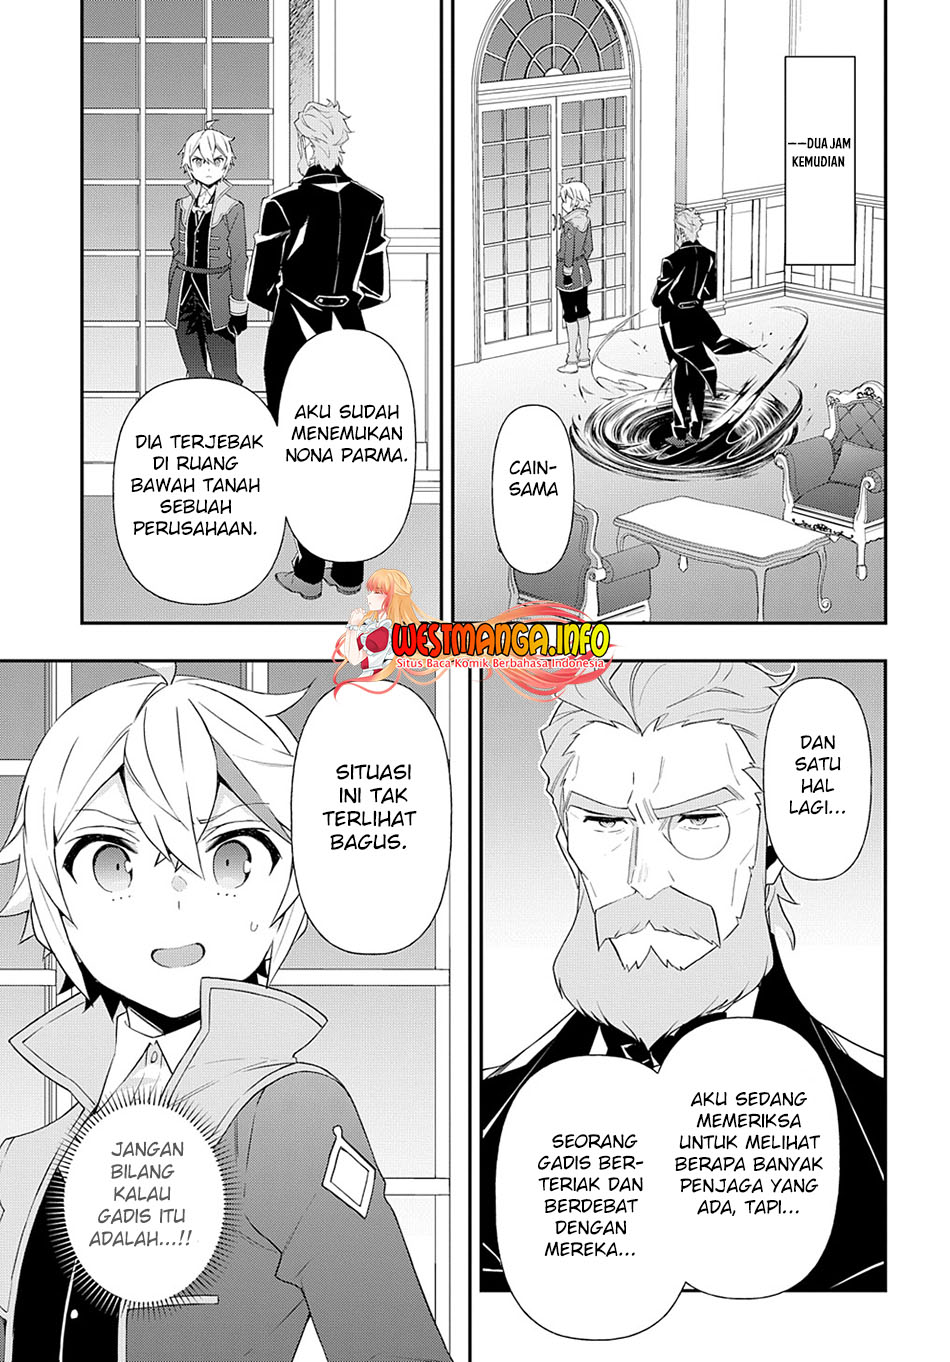 ——DUA JAM
KEMUDIAN
CAIN-
SAMA
AKU SUDAH
MENEMUKAN
NONA PARMA.
DIA TERJEBAK
DI RUANG
BAWAH TANAH
SEBUAH
PERUSAHAAN.
WESTMANGA.INFO
Situs Baca Komik Berbahasa Indonesia
DAN
SATU
HAL
LAGI...
AKU SEDANG
MEMERIKSA
UNTUK MELIHAT
BERAPA BANYAK
PENJAGA YANG
ADA, TAPI...
SEORANG
GADIS BER-
TERIAK DAN
BERDEBAT
DENGAN
MEREKA...
SITUASI
INI TAK
TERLIHAT
BAGUS.
JANGAN
BILANG
KALAU
GADIS ITU
ADALAH...!!